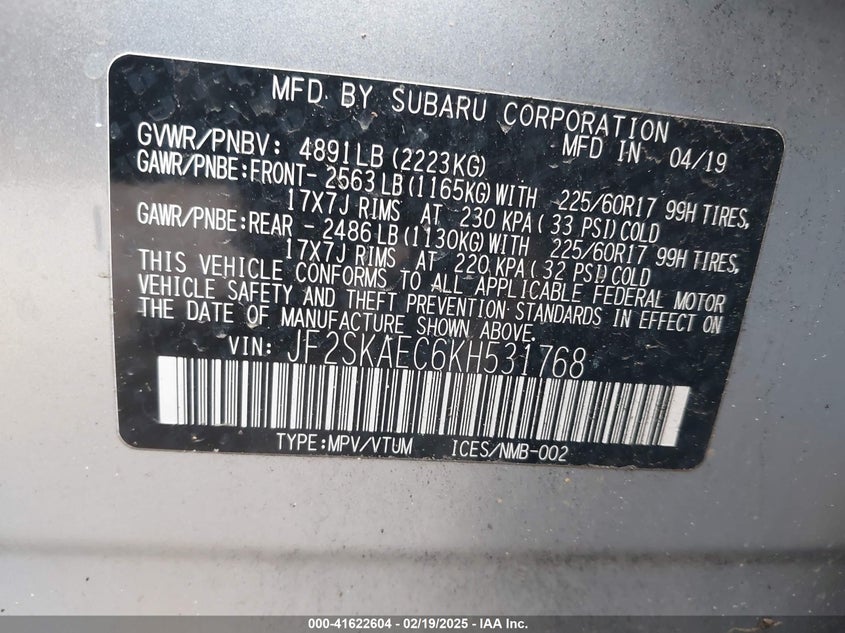 MFD. BY SUBARU CORPORATION
GVWR/PNBV: 4891LB (2223KG) MFD IN 04/19
GAWR/PNBE:FRONT- 2563LB(1165KG)WITH 225/60R17 99H TIRES,
17X7J RIMS AT 230 KPA( 33 PSI)COLD
GAWR/PNBE:REAR - 2486LB(1130KG)WITH 225/60R17 99H TIRES,
17X7J RIMS AT 220 KPA( 32 PSI)COLD
THIS VEHICLE CONFORMS TO ALL APPLICABLE FEDERAL MOTOR
VEHICLE SAFETY AND THEFT PREVENTION STANDARDS IN EFFECT ON
THE DATE OF MANUFACTURE SHOWN ABOVE.
VIN: JF2SKAEC6KH531768
TYPE:MPV/VTUM ICES/NMB-002
000-41622604 - 02/19/2025 - IAA Inc.